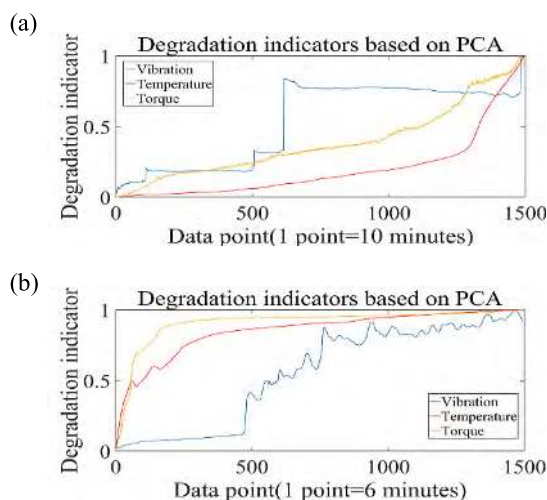 (a)
Degradation indicators based on PCA
Degradation indicator
1
0.5
0
Vibration
Temperature
Torque
0
500
1000
1500
Data point(1 point=10 minutes)
(b)
Degradation indicators based on PCA
Degradation indicator
1
0.5
0
Vibration
Temperature
Torque
0
500
1000
1500
Data point(1 point=6 minutes)